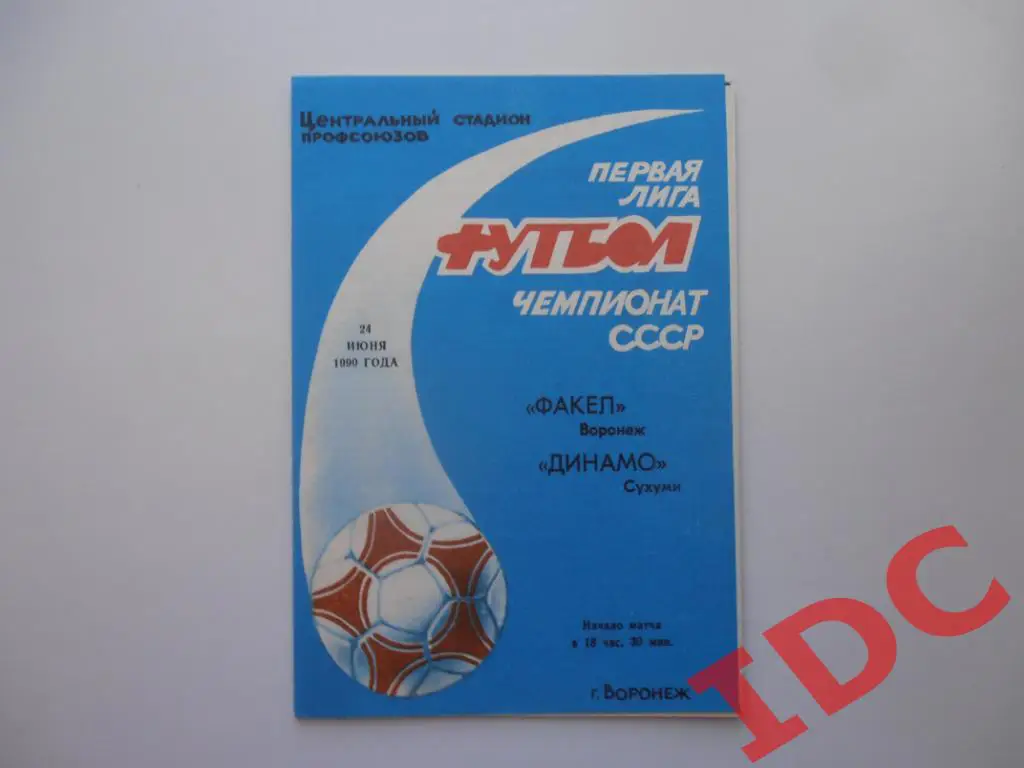 Центральный стадион
профсоюзов
ПЕРВАЯ
ЛИГА
ФУТБОЛ
ЧЕМПИОНАТ
СССР
24
ИЮНЯ
1990 ГОДА
«ФАКЕЛ»
Воронеж
«ДИНАМО»
Сухуми
Начало матча
в 18 час. 30 мин.
г. Воронеж
IDC